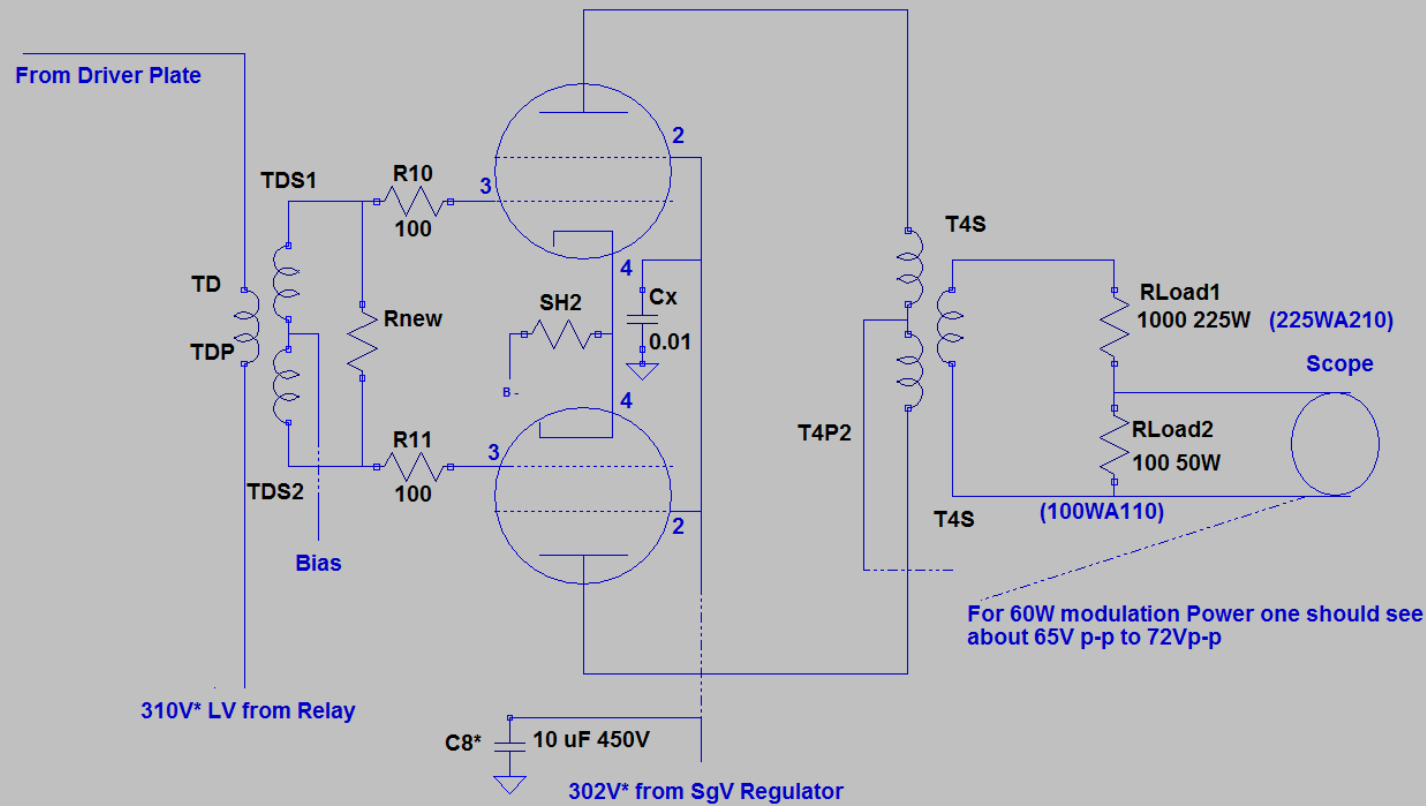 From Driver Plate
2
R10
TDS1
3
100
T4S
4
TD
SH2
Cx
RLoad1
1000 225W (225WA210)
Rnew
0.01
TDP
Scope
B -
4
T4P2
RLoad2
R11
3
100 50W
TDS2
100
T4S
(100WA110)
2
Bias
For 60W modulation Power one should see
about 65V p-p to 72Vp-p
310V* LV from Relay
C8*
10 uF 450V
302V* from SgV Regulator